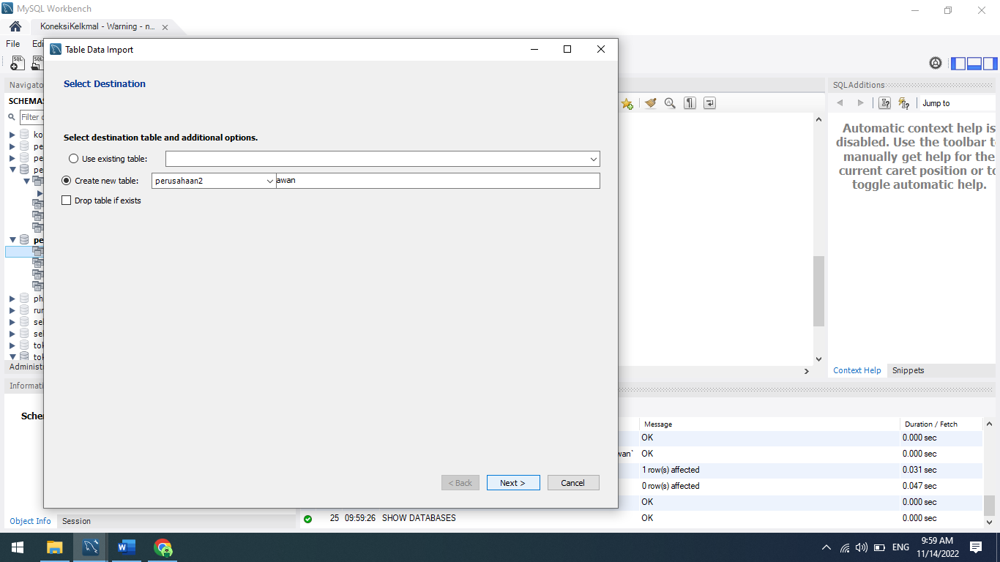 MySQL Workbench
KoneksiKelkmal - Warning - n...
File Edi
Table Data Import
Select Destination
Select destination table and additional options.
Use existing table:
Create new table: perusahaan2 awan
Drop table if exists
< Back Next > Cancel
Navigato
SCHEMAS
Filter o
ko
pe
pe
pe
pe
ph
run
sek
sek
tok
tok
Administ
Informati
Sche
Object Info Session
SQLAdditions
Jump to
Automatic context help is
disabled. Use the toolbar t
manually get help for the
current caret position or to
toggle automatic help.
Context Help Snippets
Message Duration / Fetch
OK 0.000 sec
wan` OK 0.000 sec
1 row(s) affected 0.031 sec
0 row(s) affected 0.047 sec
OK 0.000 sec
25 09:59:26 SHOW DATABASES OK 0.000 sec
ENG
9:59 AM
11/14/2022